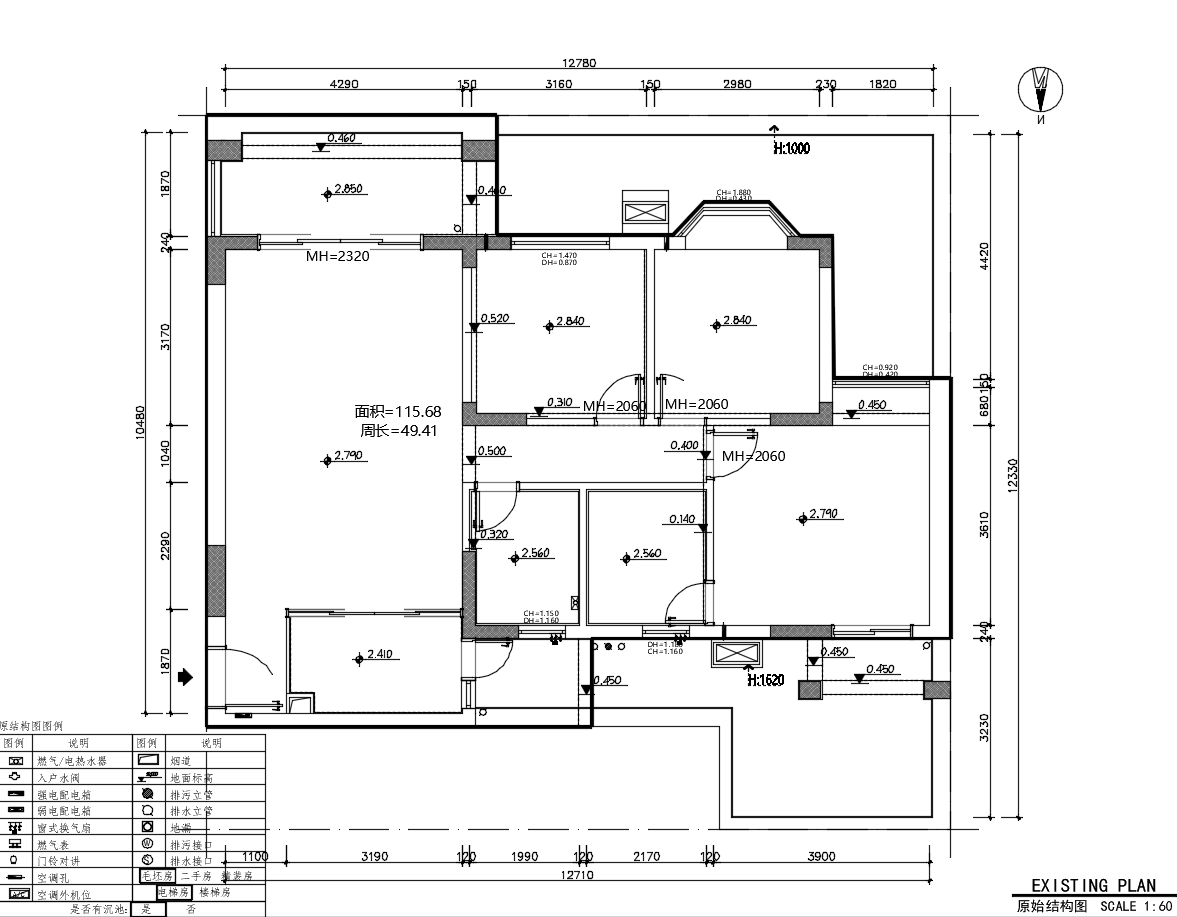 12780
4290 150 3160 150 2980 230 1820
И
0.460
H:1000
1870
2.850
0.460
CH=1.880
DH=0.430
240
MH=2320
CH=1.470
DH=0.870
4420
3170
0.520
2.840
2.840
CH=0.920
DH=0.420
150
680
0.310
MH=2060
MH=2060
0.450
面积=115.68
周长=49.41
10480
1040
2.790
0.500
0.400
MH=2060
12330
2290
0.320
2.560
0.140
2.560
2.790
3610
CH=1.150
DH=1.160
240
CH=1.160
1870
2.410
0.450
0.450
0.450
H:1520
3230
原结构图图例
图例 说明 图例 说明
燃气/电热水器 烟道
入户水阀 地面标高
强电配电箱 排污立管
弱电配电箱 排水立管
窗式换气扇 地漏
燃气表 排污接口
门铃对讲 排水接口
空调孔 毛坯房 二手房 精装房
空调外机位 电梯房 楼梯房
是否有沉池: 是 否
1100 3190 120 1990 120 2170 120 3900
12710
EXISTING PLAN
原始结构图 SCALE 1:60